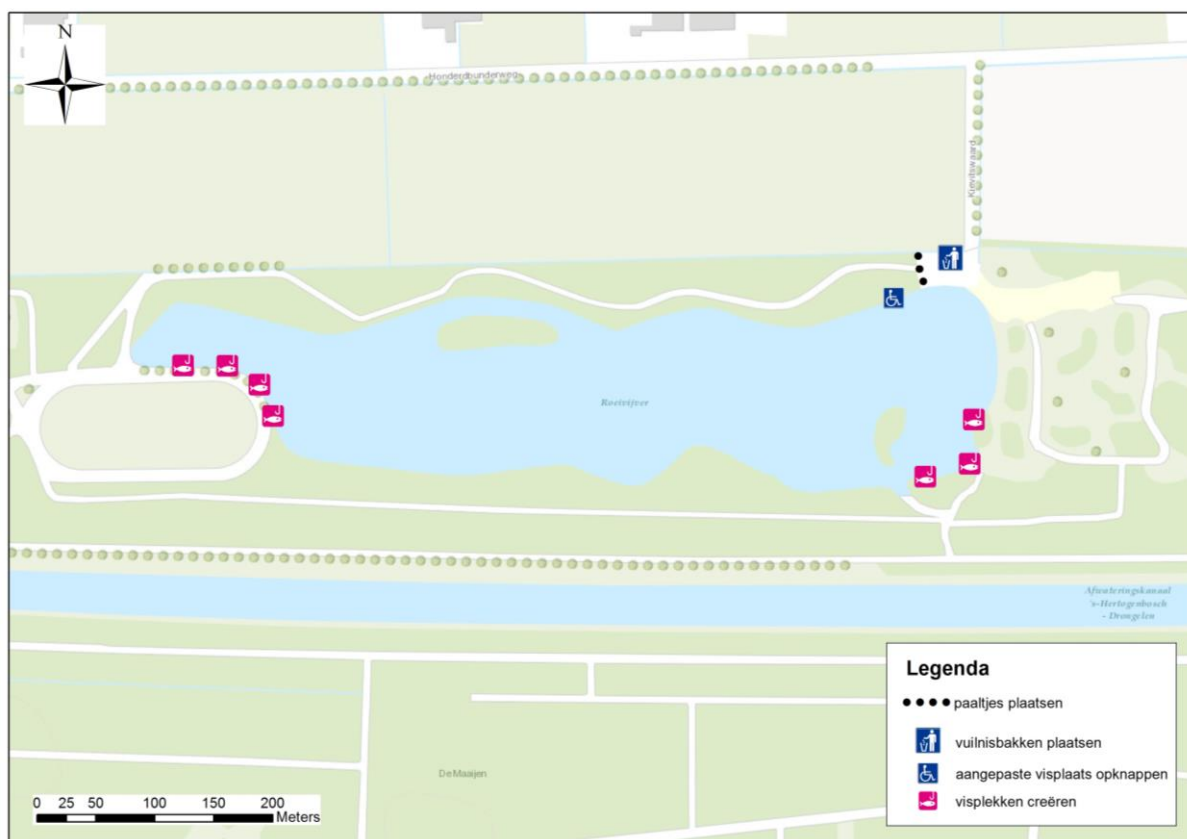 N
Honderdbunderweg
Kievitswaard
Roeivijver
Afwateringskanaal
's-Hertogenbosch
- Drongelen
Legenda
paaltjes plaatsen
vuilnisbakken plaatsen
aangepaste visplaats opknappen
visplekken creëren
De Maaijen
0 25 50 100 150 200
Meters